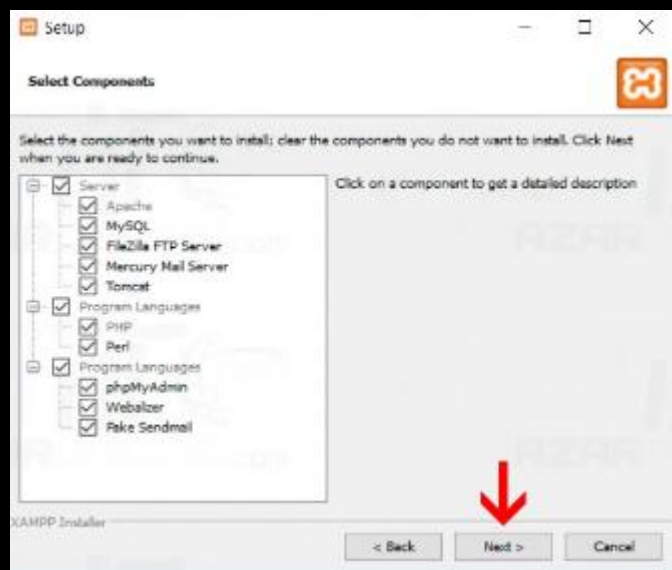 Setup
Select Components
Select the components you want to install; clear the components you do not want to install. Click Next
when you are ready to continue.
Server
Apache
MySQL
FileZilla FTP Server
Mercury Mail Server
Tomcat
Program Languages
PHP
Perl
Program Languages
phpMyAdmin
Webalizer
Fake Sendmail
Click on a component to get a detailed description
AZAR
XAMPP Installer
< Back
Next >
Cancel